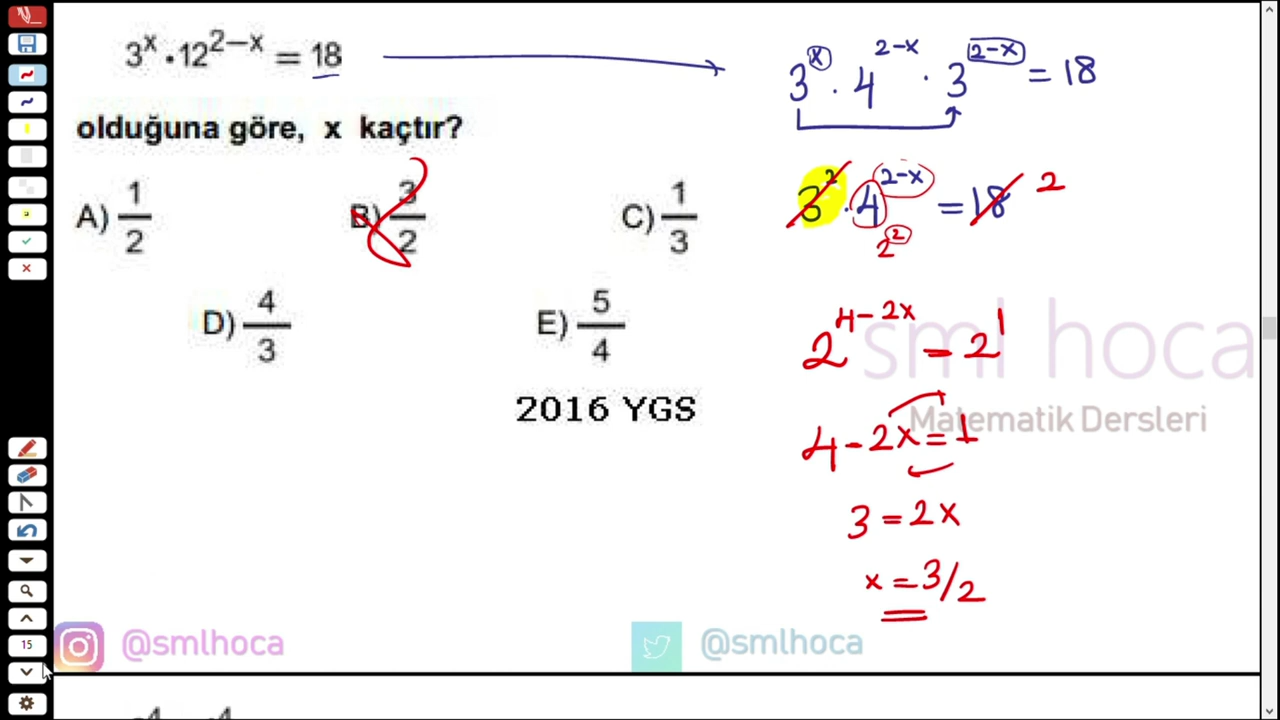 3^x · 12^(2−x) = 18
olduğuna göre, x kaçtır?
A) 1/2 B) 3/2 C) 1/3
D) 4/3 E) 5/4
2016 YGS
3^x · 4^(2-x) · 3^(2-x) = 18
3^2 · 4^(2-x) = 18 2
2^2
2^(4-2x) = 2^1
4-2x=1
3=2x
x=3/2
sml hoca
Matematik Dersleri
@smlhoca @smlhoca
15